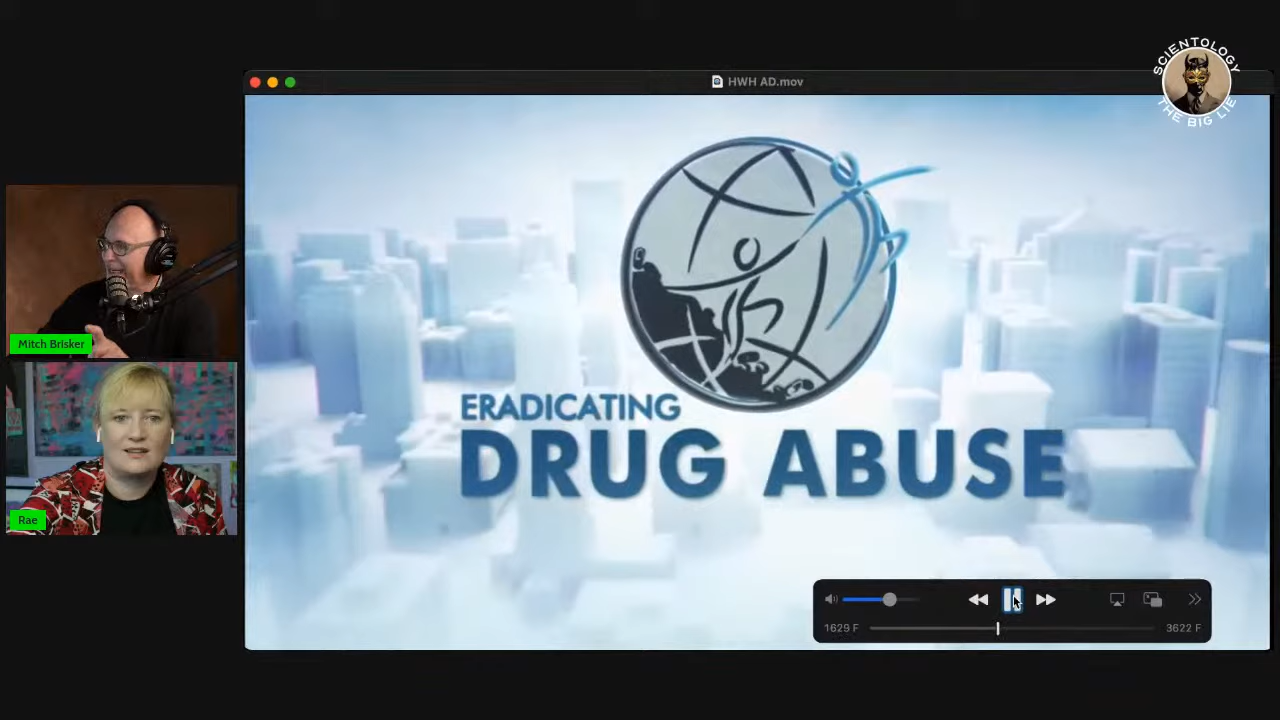 HWH AD.mov
SCIENTOLOGY
THE BIG LIE
Mitch Brisker
Rae
ERADICATING
DRUG ABUSE
1629 F
3622 F